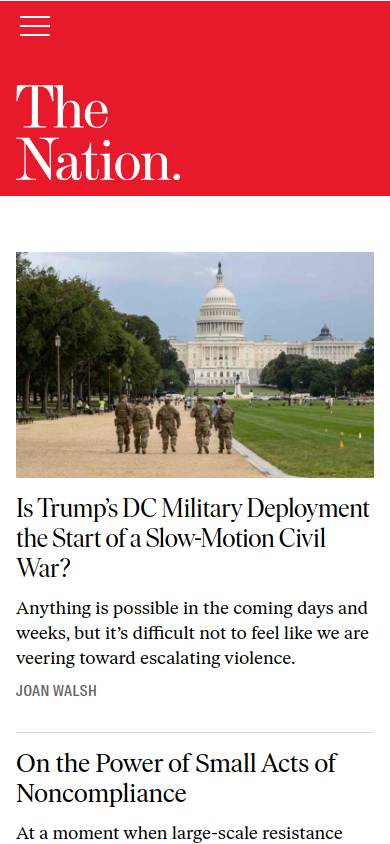 The
Nation.
Is Trump's DC Military Deployment
the Start of a Slow-Motion Civil
War?
Anything is possible in the coming days and
weeks, but it's difficult not to feel like we are
veering toward escalating violence.
JOAN WALSH
On the Power of Small Acts of
Noncompliance
At a moment when large-scale resistance